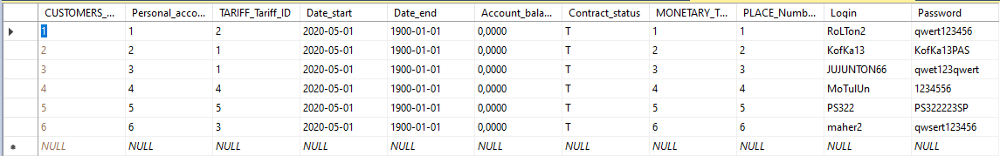 CUSTOMERS_... Personal_acco... TARIFF_Tariff_ID Date_start Date_end Account_bala... Contract_status MONETARY_T... PLACE_Numb... Login Password
1 1 2 2020-05-01 1900-01-01 0,0000 T 1 1 RoLTon2 qwert123456
2 2 1 2020-05-01 1900-01-01 0,0000 T 2 2 KofKa13 KofKa13PAS
3 3 1 2020-05-01 1900-01-01 0,0000 T 3 3 JUJUNTON66 qwet123qwert
4 4 4 2020-05-01 1900-01-01 0,0000 T 4 4 MoTulUn 1234556
5 5 5 2020-05-01 1900-01-01 0,0000 T 5 5 PS322 PS322223SP
6 6 3 2020-05-01 1900-01-01 0,0000 T 6 6 maher2 qwsert123456
NULL NULL NULL NULL NULL NULL NULL NULL NULL NULL NULL